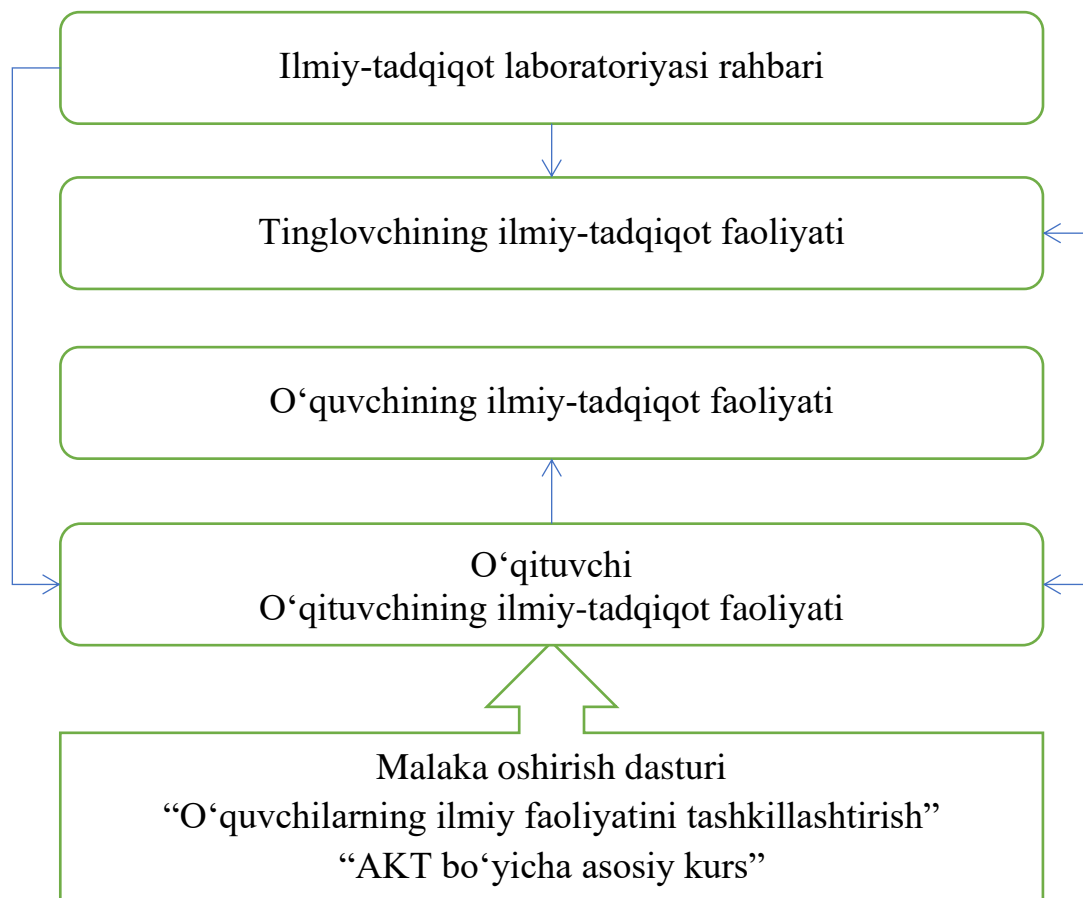 Ilmiy-tadqiqot laboratoriyasi rahbari
Tinglovchining ilmiy-tadqiqot faoliyati
O‘quvchining ilmiy-tadqiqot faoliyati
O‘qituvchi
O‘qituvchining ilmiy-tadqiqot faoliyati
Malaka oshirish dasturi
“O‘quvchilarning ilmiy faoliyatini tashkillashtirish”
“AKT bo‘yicha asosiy kurs”